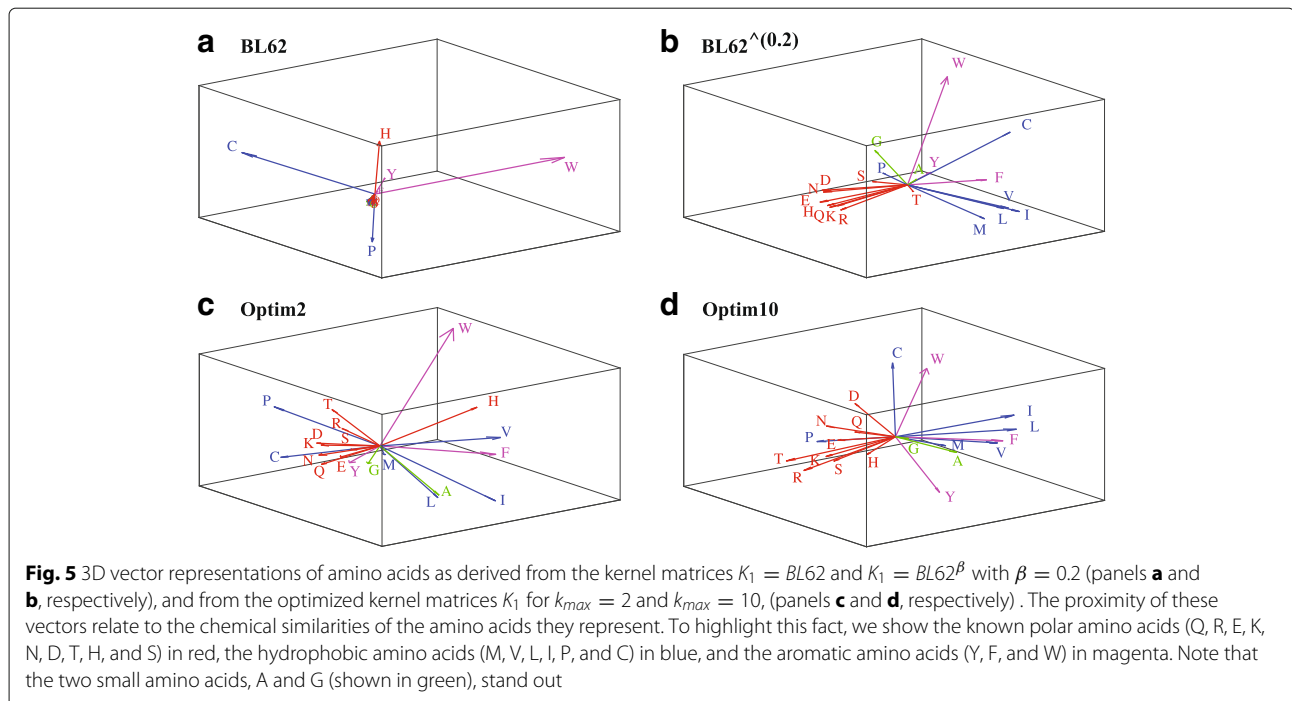 a BL62
H
C
Y
W
P
b BL62^(0.2)
W
C
G
P
A
Y
F
S
D
N
T
E
V
H
Q
K
R
L
I
M
c Optim2
W
P
T
H
R
D
S
K
V
C
N
E
Y
G
M
F
Q
L
A
I
d Optim10
C
W
D
I
N
Q
L
P
E
G
M
F
V
T
K
S
H
A
R
Y
Fig. 5 3D vector representations of amino acids as derived from the kernel matrices K₁ = BL62 and K₁ = BL62^β with β = 0.2 (panels a and
b, respectively), and from the optimized kernel matrices K₁ for kₘₐₓ = 2 and kₘₐₓ = 10, (panels c and d, respectively) . The proximity of these
vectors relate to the chemical similarities of the amino acids they represent. To highlight this fact, we show the known polar amino acids (Q, R, E, K,
N, D, T, H, and S) in red, the hydrophobic amino acids (M, V, L, I, P, and C) in blue, and the aromatic amino acids (Y, F, and W) in magenta. Note that
the two small amino acids, A and G (shown in green), stand out